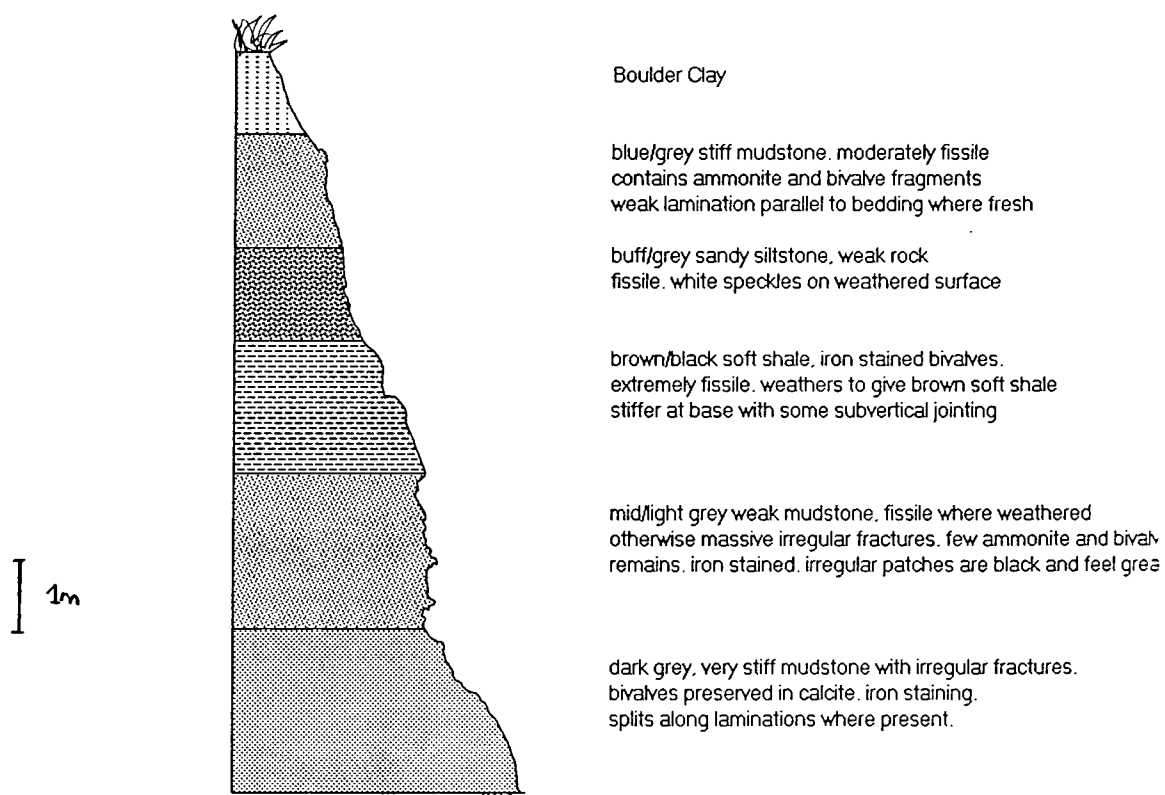 Boulder Clay
blue/grey stiff mudstone. moderately fissile
contains ammonite and bivalve fragments
weak lamination parallel to bedding where fresh
buff/grey sandy siltstone, weak rock
fissile. white speckles on weathered surface
brown/black soft shale, iron stained bivalves.
extremely fissile. weathers to give brown soft shale
stiffer at base with some subvertical jointing
mid/light grey weak mudstone, fissile where weathered
otherwise massive irregular fractures. few ammonite and
remains. iron stained. irregular patches are black and feel
1m
dark grey, very stiff mudstone with irregular fractures.
bivalves preserved in calcite. iron staining.
splits along laminations where present.